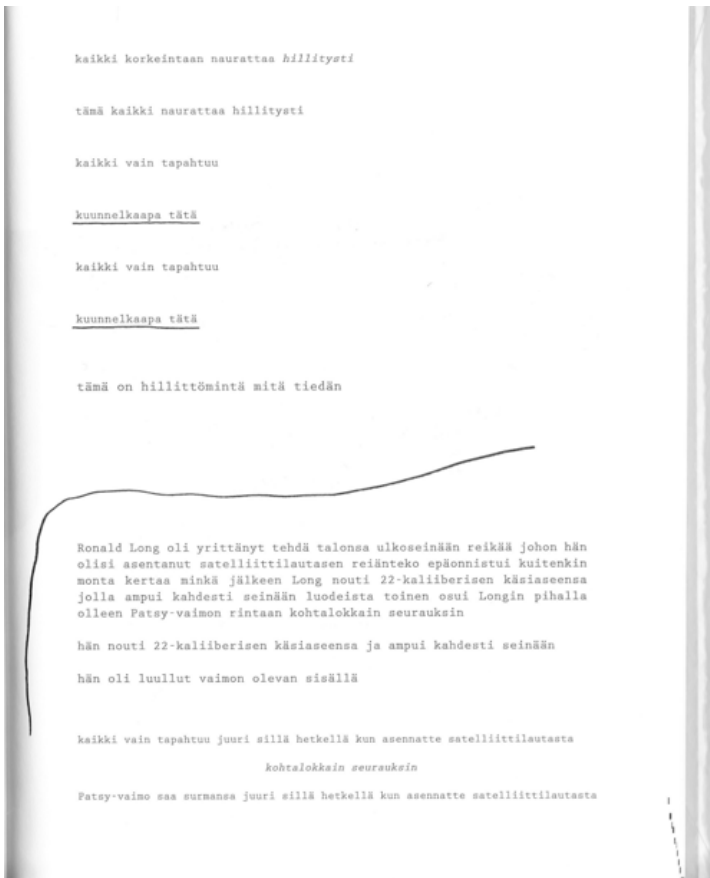 kaikki korkeintaan naurattaa hillitysti
tämä kaikki naurattaa hillitysti
kaikki vain tapahtuu
kuunnelkaapa tätä
kaikki vain tapahtuu
kuunnelkaapa tätä
tämä on hillittömintä mitä tiedän
Ronald Long oli yrittänyt tehdä talonsa ulkoseinään reikää johon hän
olisi asentanut satelliittilautasen reiänteko epäonnistui kuitenkin
monta kertaa minkä jälkeen Long nouti 22-kaliiberisen käsiaseensa
jolla ampui kahdesti seinään luodeista toinen osui Longin pihalla
olleen Patsy-vaimon rintaan kohtalokkain seurauksin
hän nouti 22-kaliiberisen käsiaseensa ja ampui kahdesti seinään
hän oli luullut vaimon olevan sisällä
kaikki vain tapahtuu juuri sillä hetkellä kun asennatte satelliittilautasta
kohtalokkain seurauksin
Patsy-vaimo saa surmansa juuri sillä hetkellä kun asennatte satelliittilautasta